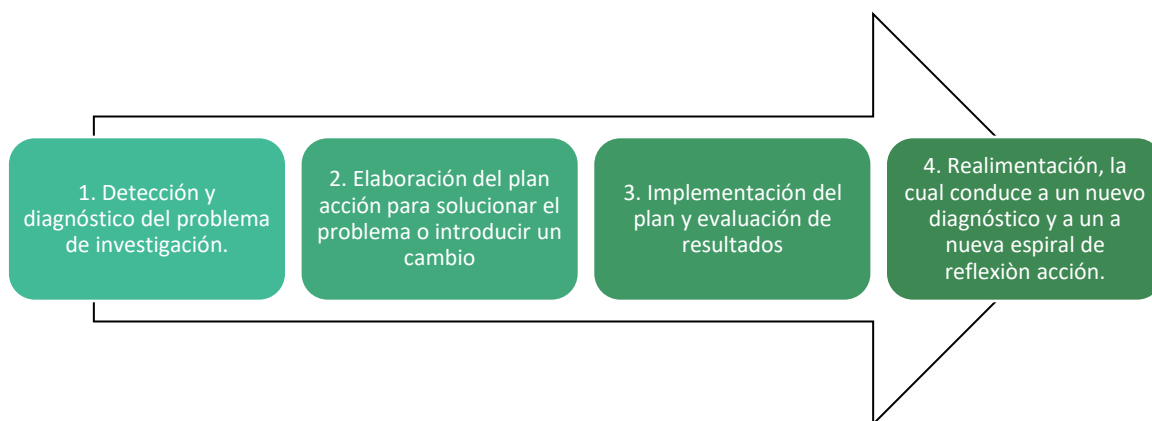 1. Detección y
diagnóstico del problema
de investigación.
2. Elaboración del plan
acción para solucionar el
problema o introducir un
cambio
3. Implementación del
plan y evaluación de
resultados
4. Realimentación, la
cual conduce a un nuevo
diagnóstico y a un a
nueva espiral de
reflexiòn acción.